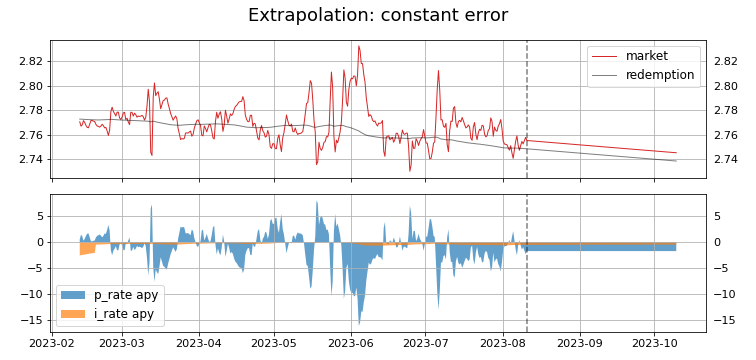 Extrapolation: constant error
2.82 2.82
2.80 2.80
2.78 2.78
2.76 2.76
2.74 2.74
market
redemption
5 5
0 0
−5 −5
−10 −10
−15 −15
p_rate apy
i_rate apy
2023-02 2023-03 2023-04 2023-05 2023-06 2023-07 2023-08 2023-09 2023-10